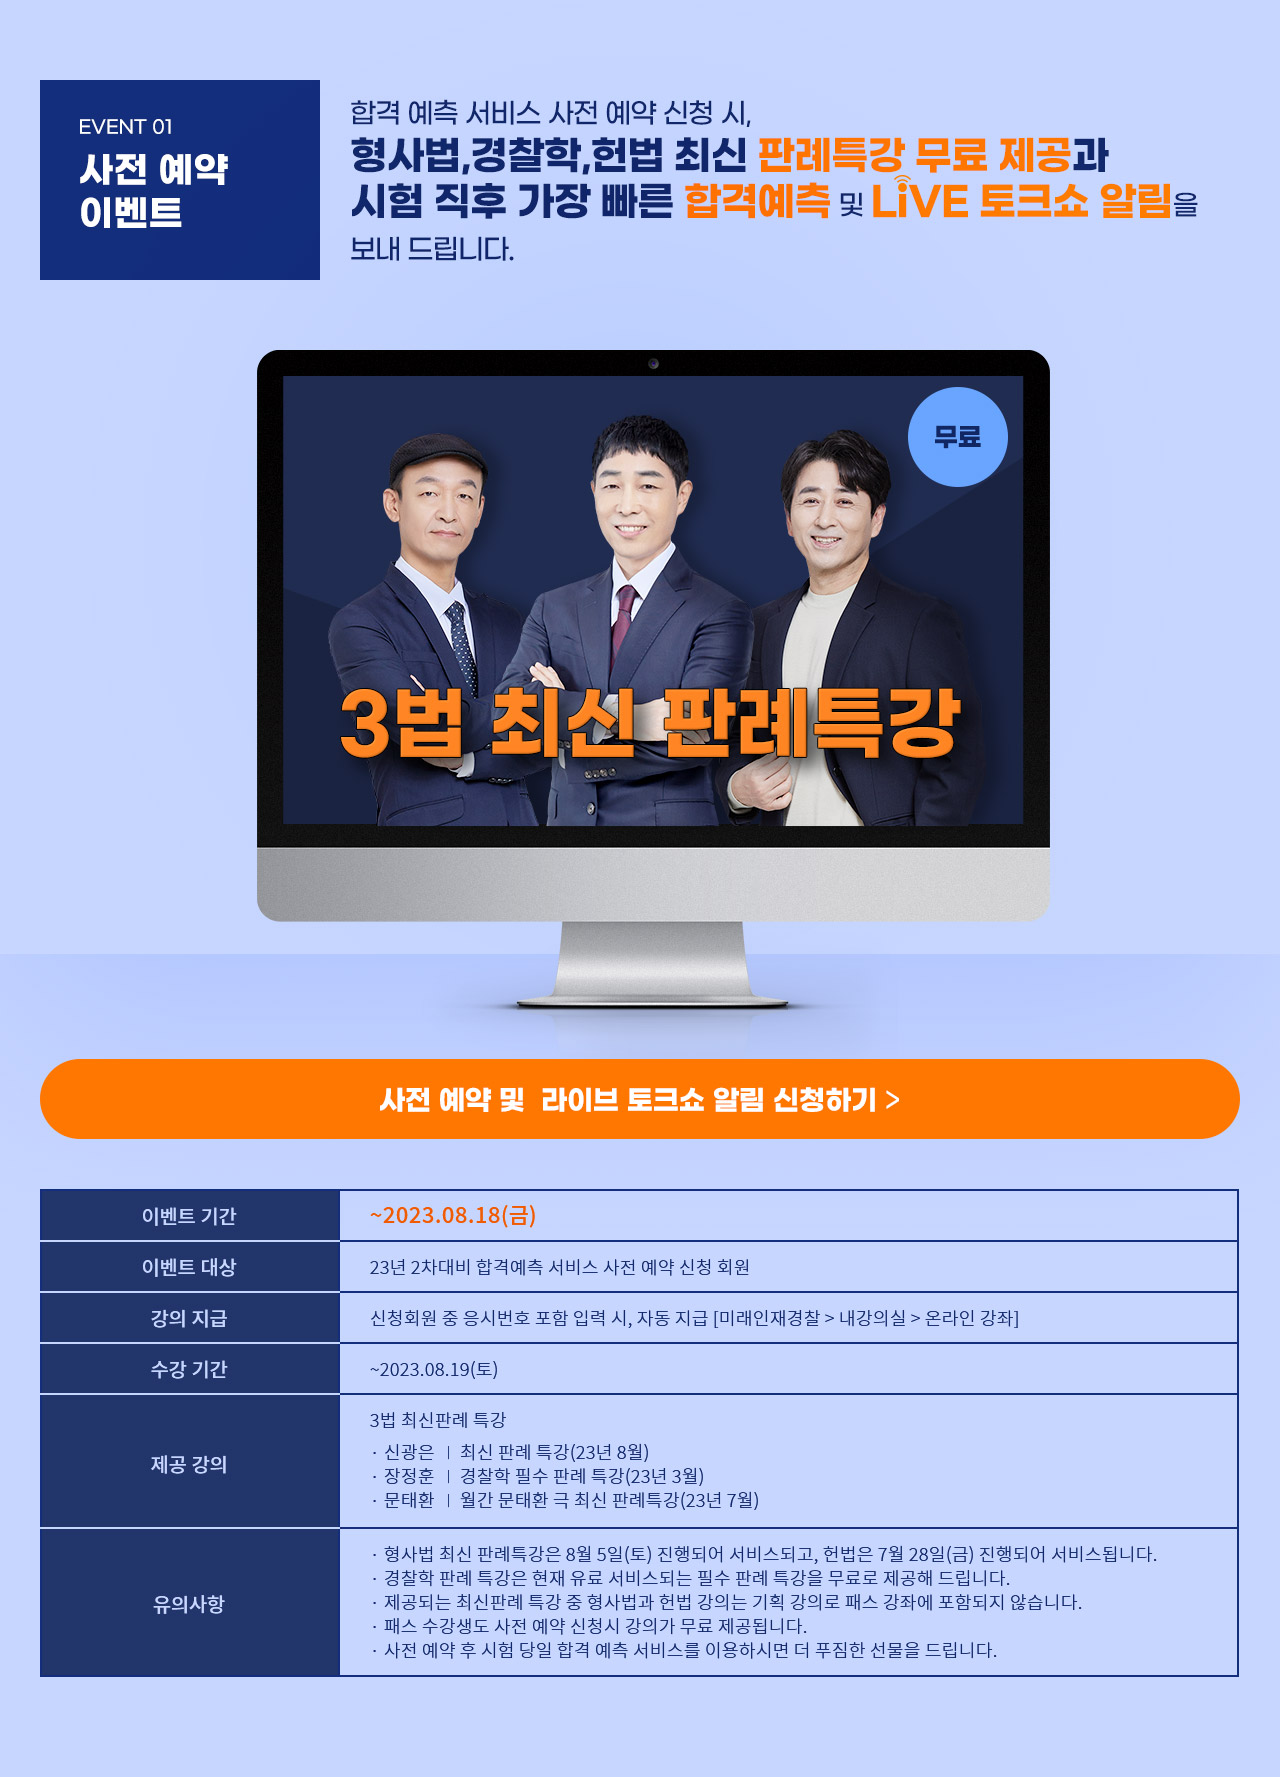 EVENT 01
사전 예약
이벤트
합격 예측 서비스 사전 예약 신청 시,
형사법,경찰학,헌법 최신 판례특강 무료 제공과
시험 직후 가장 빠른 합격예측 및 LiVE 토크쇼 알림을
보내 드립니다.
무료
3법 최신 판례특강
사전 예약 및 라이브 토크쇼 알림 신청하기 >
이벤트 기간
~2023.08.18(금)
이벤트 대상
23년 2차대비 합격예측 서비스 사전 예약 신청 회원
강의 지급
신청회원 중 응시번호 포함 입력 시, 자동 지급 [미래인재경찰 > 내강의실 > 온라인 강좌]
수강 기간
~2023.08.19(토)
제공 강의
3법 최신판례 특강
· 신광은 ㅣ 최신 판례 특강(23년 8월)
· 장정훈 ㅣ 경찰학 필수 판례 특강(23년 3월)
· 문태환 ㅣ 월간 문태환 극 최신 판례특강(23년 7월)
유의사항
· 형사법 최신 판례특강은 8월 5일(토) 진행되어 서비스되고, 헌법은 7월 28일(금) 진행되어 서비스됩니다.
· 경찰학 판례 특강은 현재 유료 서비스되는 필수 판례 특강을 무료로 제공해 드립니다.
· 제공되는 최신판례 특강 중 형사법과 헌법 강의는 기획 강의로 패스 강좌에 포함되지 않습니다.
· 패스 수강생도 사전 예약 신청시 강의가 무료 제공됩니다.
· 사전 예약 후 시험 당일 합격 예측 서비스를 이용하시면 더 푸짐한 선물을 드립니다.